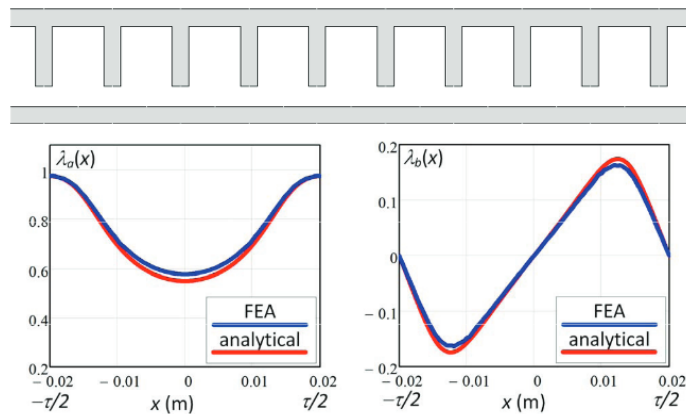 λa(x)
1
0.8
0.6
0.4
0.2
FEA
analytical
− 0.02 − 0.01 0 0.01 0.02
−τ/2 x (m) τ/2
λb(x)
0.2
0.1
0
− 0.1
− 0.2
FEA
analytical
− 0.02 − 0.01 0 0.01 0.02
−τ/2 x (m) τ/2